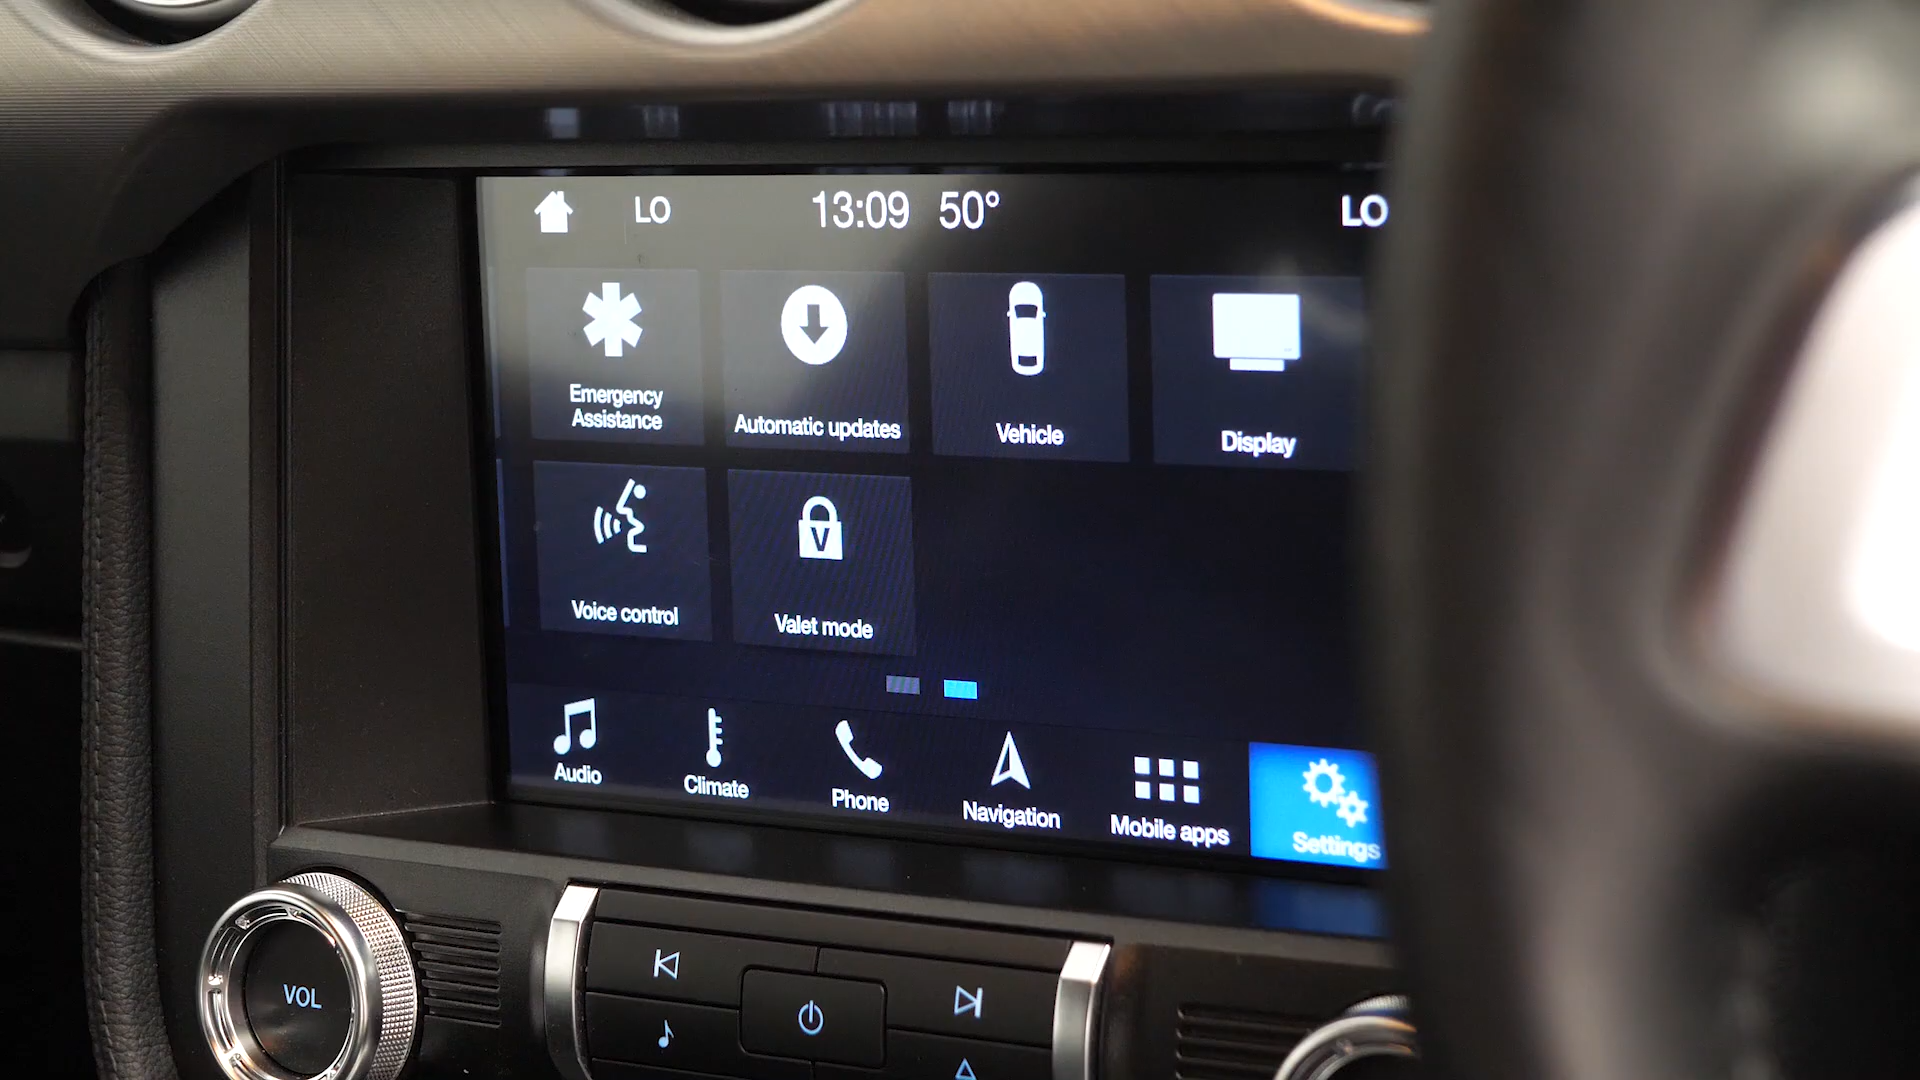 LO 13:09 50° LO
Emergency
Assistance
Automatic updates
Vehicle
Display
Voice control
V
Valet mode
Audio
Climate
Phone
Navigation
Mobile apps
Settings
VOL